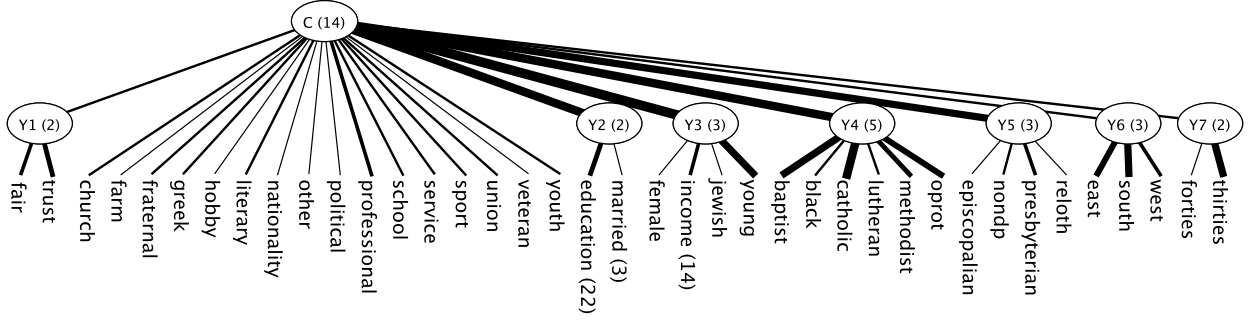 C (14)
Y1 (2)
Y2 (2)
Y3 (3)
Y4 (5)
Y5 (3)
Y6 (3)
Y7 (2)
fair
trust
church
farm
fraternal
greek
hobby
literary
nationality
other
political
professional
school
service
sport
union
veteran
youth
education (22)
married (3)
female
income (14)
jewish
young
baptist
black
catholic
lutheran
methodist
oprot
episcopalian
nondp
presbyterian
reloth
east
south
west
forties
thirties